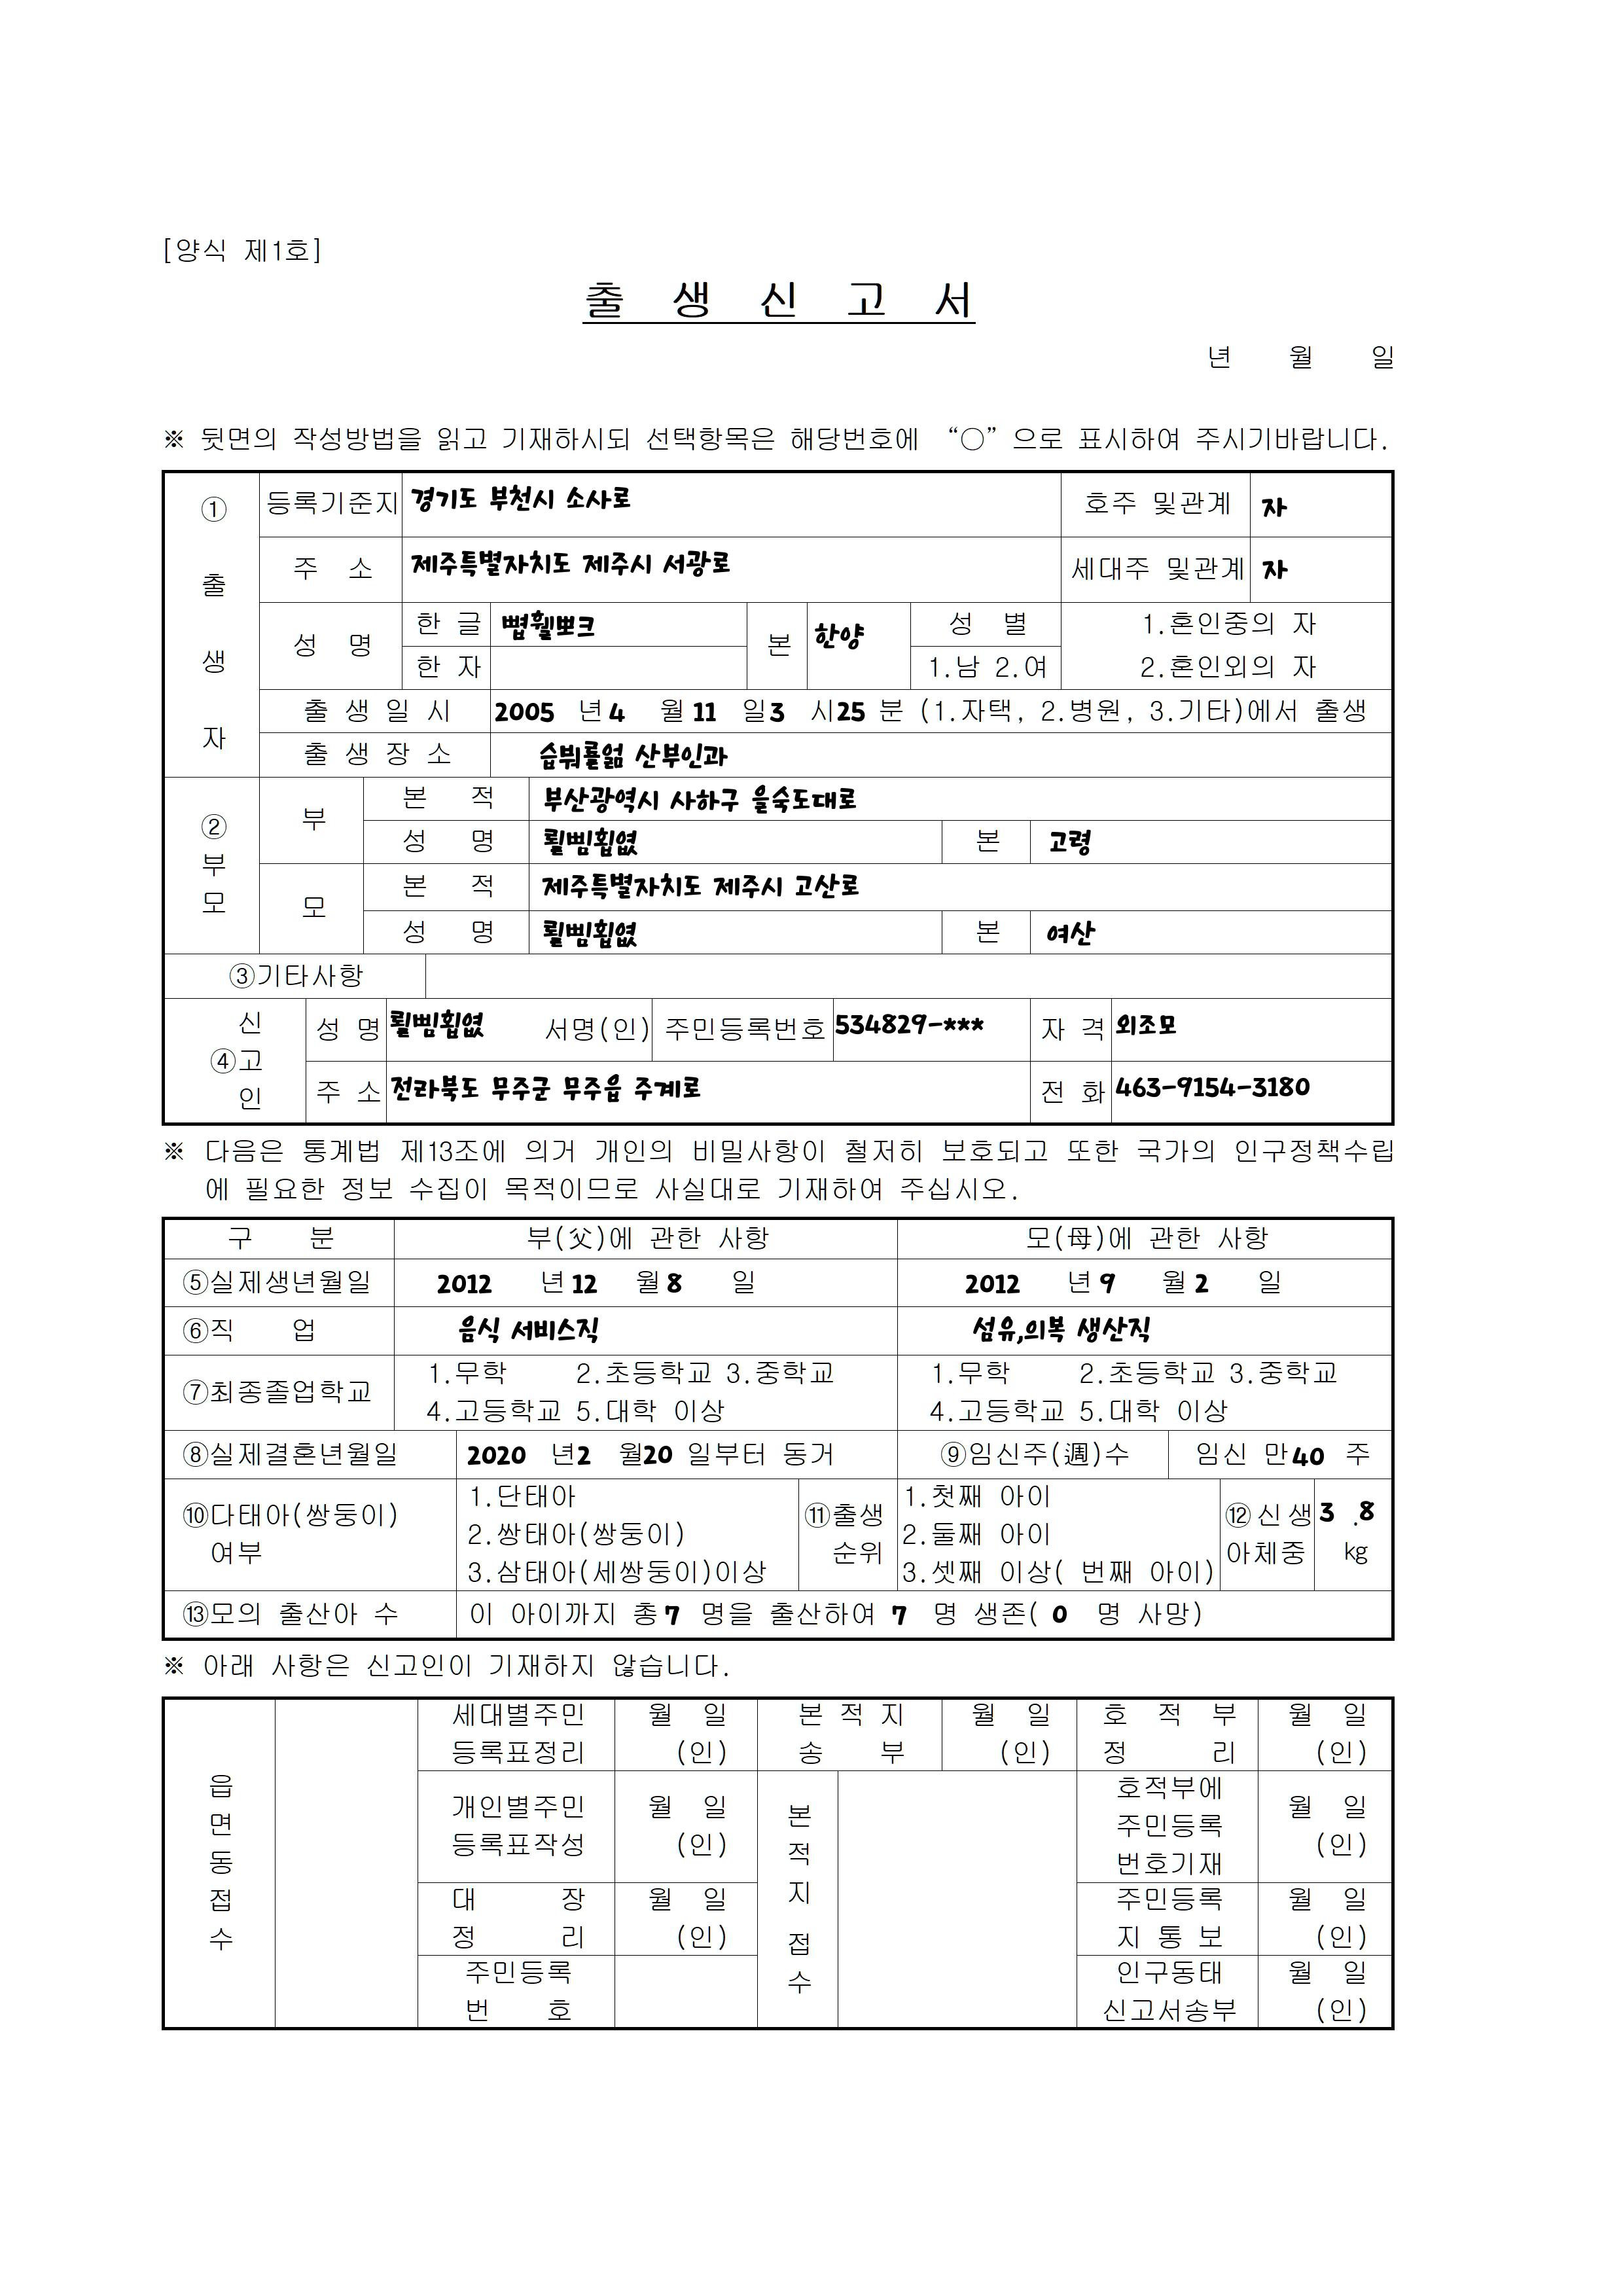 [양식 제1호]
출 생 신 고 서
년 월 일
※ 뒷면의 작성방법을 읽고 기재하시되 선택항목은 해당번호에 “○”으로 표시하여 주시기바랍니다.
① 출 생 자
등록기준지 경기도 부천시 소사로 호주 및관계 자
주 소 제주특별자치도 제주시 서광로 세대주 및관계 자
성 명 한 글 본 한양 성 별 1.혼인중의 자
한 자 1.남 2.여 2.혼인외의 자
출 생 일 시 2005 년 4 월 11 일 3 시 25 분 (1.자택, 2.병원, 3.기타)에서 출생
출 생 장 소 산부인과
② 부 모
부 본 적 부산광역시 사하구 을숙도대로
성 명 본 고령
모 본 적 제주특별자치도 제주시 고산로
성 명 본 여산
③기타사항
④ 신 고 인
성 명 서명(인) 주민등록번호 534829-*** 자 격 외조모
주 소 전라북도 무주군 무주읍 주계로 전 화 463-9154-3180
※ 다음은 통계법 제13조에 의거 개인의 비밀사항이 철저히 보호되고 또한 국가의 인구정책수립
에 필요한 정보 수집이 목적이므로 사실대로 기재하여 주십시오.
구 분 부(父)에 관한 사항 모(母)에 관한 사항
⑤실제생년월일 2012 년 12 월 8 일 2012 년 9 월 2 일
⑥직 업 음식 서비스직 섬유,의복 생산직
⑦최종졸업학교 1.무학 2.초등학교 3.중학교 1.무학 2.초등학교 3.중학교
4.고등학교 5.대학 이상 4.고등학교 5.대학 이상
⑧실제결혼년월일 2020 년 2 월 20 일부터 동거 ⑨임신주(週)수 임신 만 40 주
⑩다태아(쌍둥이) 여부
1.단태아
2.쌍태아(쌍둥이)
3.삼태아(세쌍둥이)이상
⑪출생 순위
1.첫째 아이
2.둘째 아이
3.셋째 이상( 번째 아이)
⑫신생 아체중
3 .8
kg
⑬모의 출산아 수 이 아이까지 총 7 명을 출산하여 7 명 생존( 0 명 사망)
※ 아래 사항은 신고인이 기재하지 않습니다.
읍 면 동 접 수
세대별주민 등록표정리 월 일 (인)
본 적 지 송 부 월 일 (인)
호 적 부 정 리 월 일 (인)
개인별주민 등록표작성 월 일 (인)
본 적 지 접 수
호적부에 주민등록 번호기재 월 일 (인)
대 장 정 리 월 일 (인)
주민등록 지 통 보 월 일 (인)
주민등록 번 호
인구동태 신고서송부 월 일 (인)